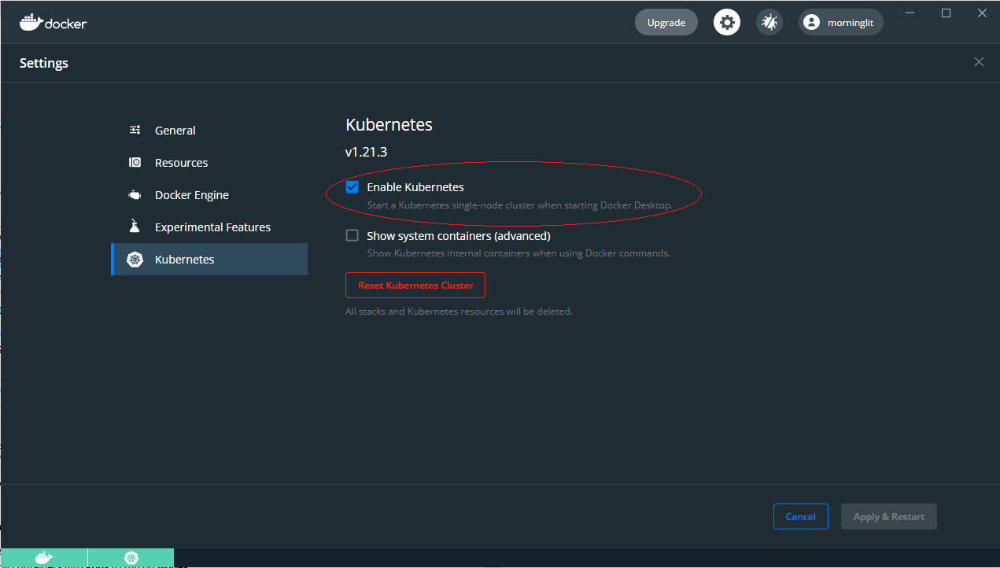 docker
Upgrade
morninglit
Settings
General
Resources
Docker Engine
Experimental Features
Kubernetes
Kubernetes
v1.21.3
Enable Kubernetes
Start a Kubernetes single-node cluster when starting Docker Desktop.
Show system containers (advanced)
Show Kubernetes internal containers when using Docker commands.
Reset Kubernetes Cluster
All stacks and Kubernetes resources will be deleted.
Cancel
Apply & Restart